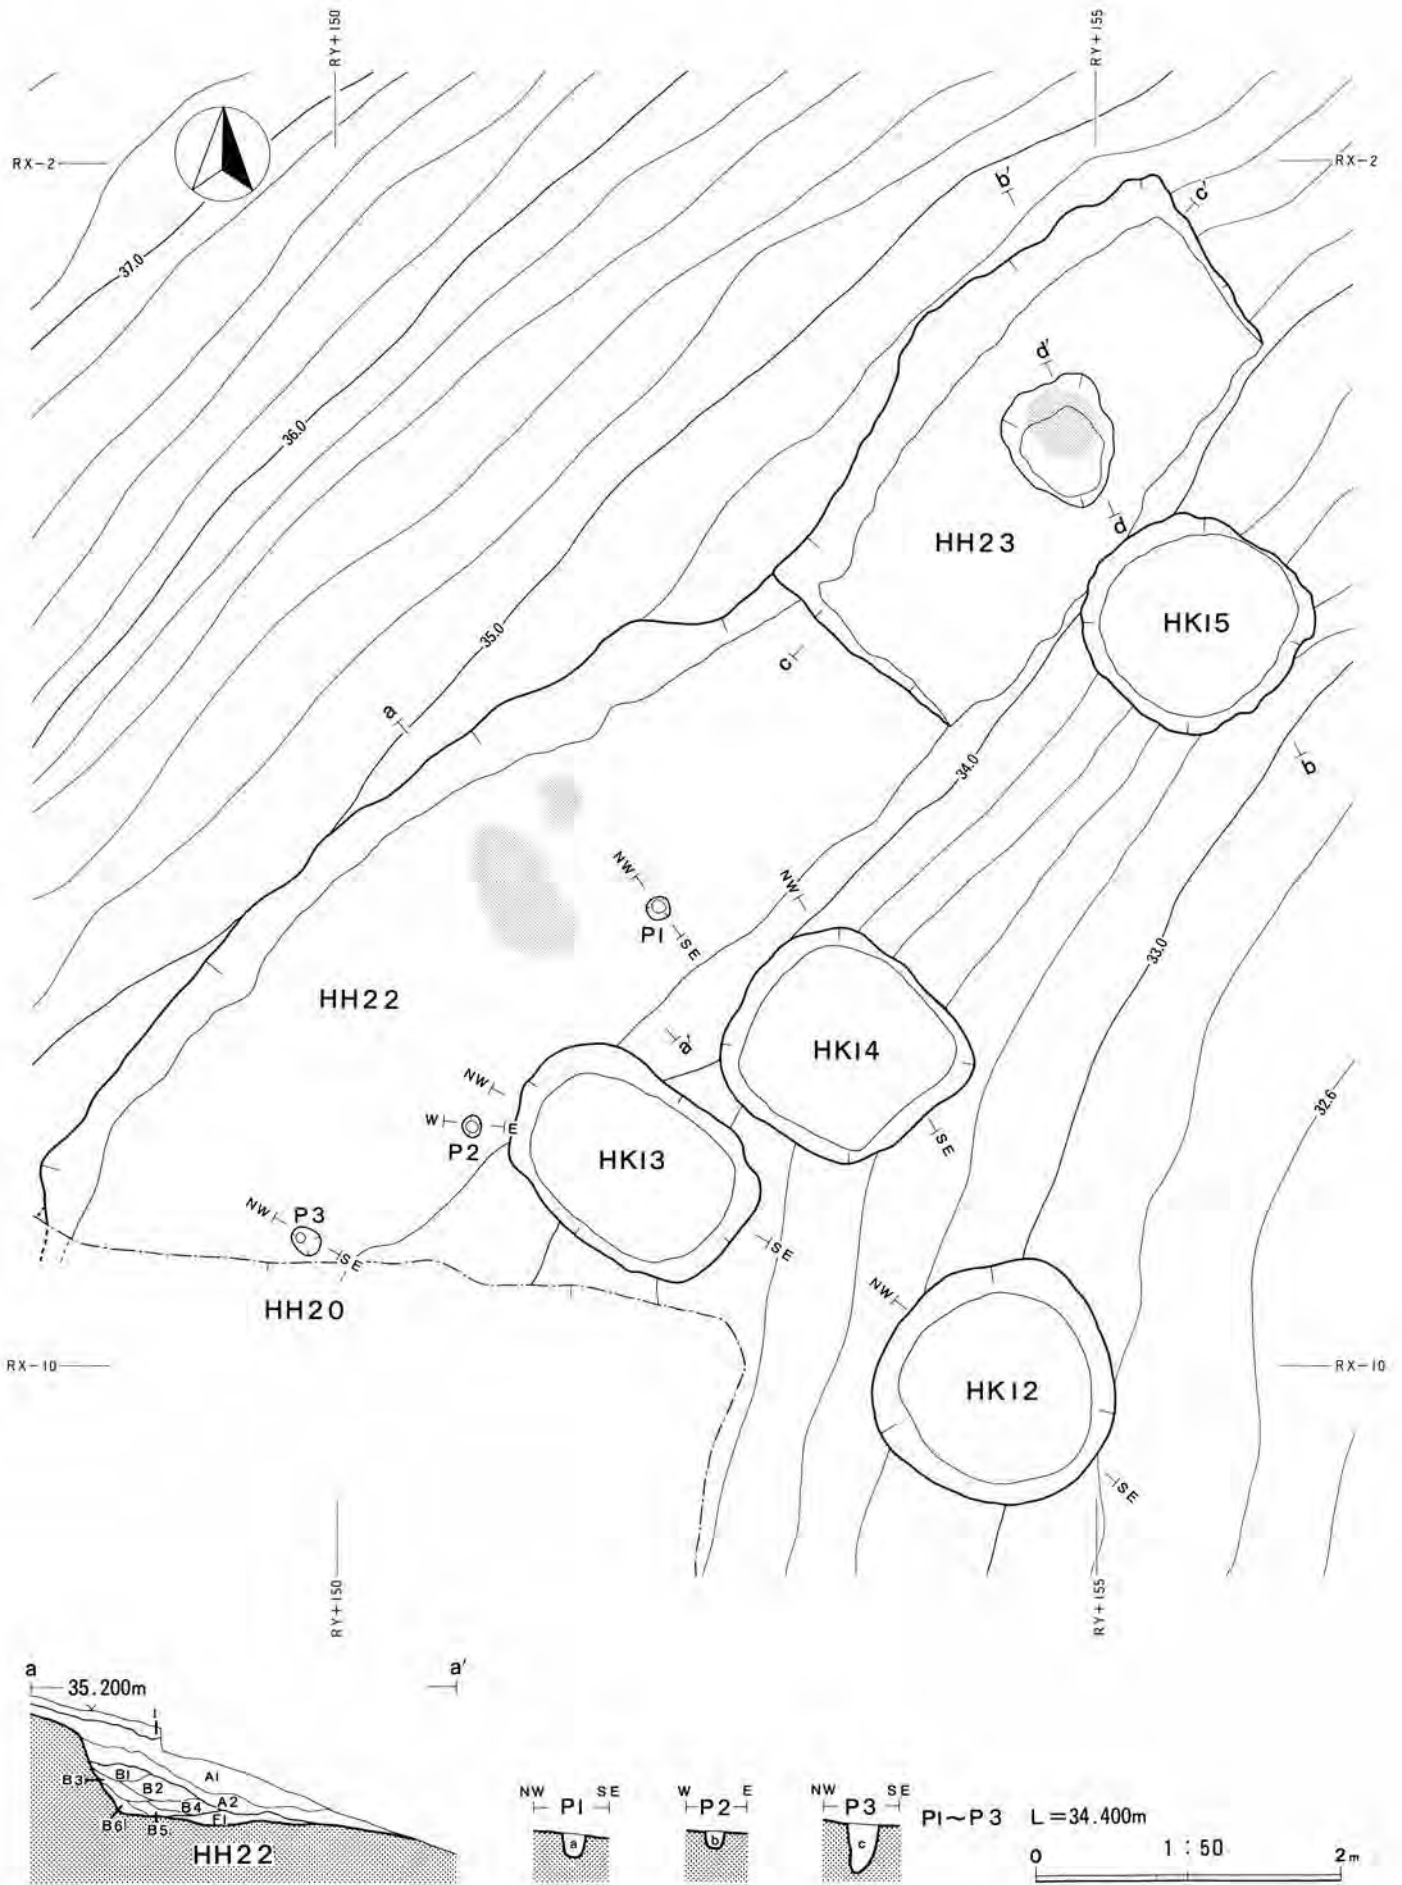 RY+150
RY+155
RX-2
RX-2
37.0
36.0
35.0
b'
c'
d'
d
HH23
HK15
c
a
34.0
b
NW
P1
SE
NW
33.0
HH22
a'
HK14
32.6
NW
W
E
P2
HK13
SE
NW
P3
SE
SE
HH20
NW
RX-10
RX-10
HK12
SE
RY+150
RY+155
a
a'
35.200m
I
B3
B1
B2
A1
B4
A2
F1
B6
B5
HH22
NW SE
P1
a
W E
P2
b
NW SE
P3
c
P1~P3 L=34.400m
1:50
0 2m